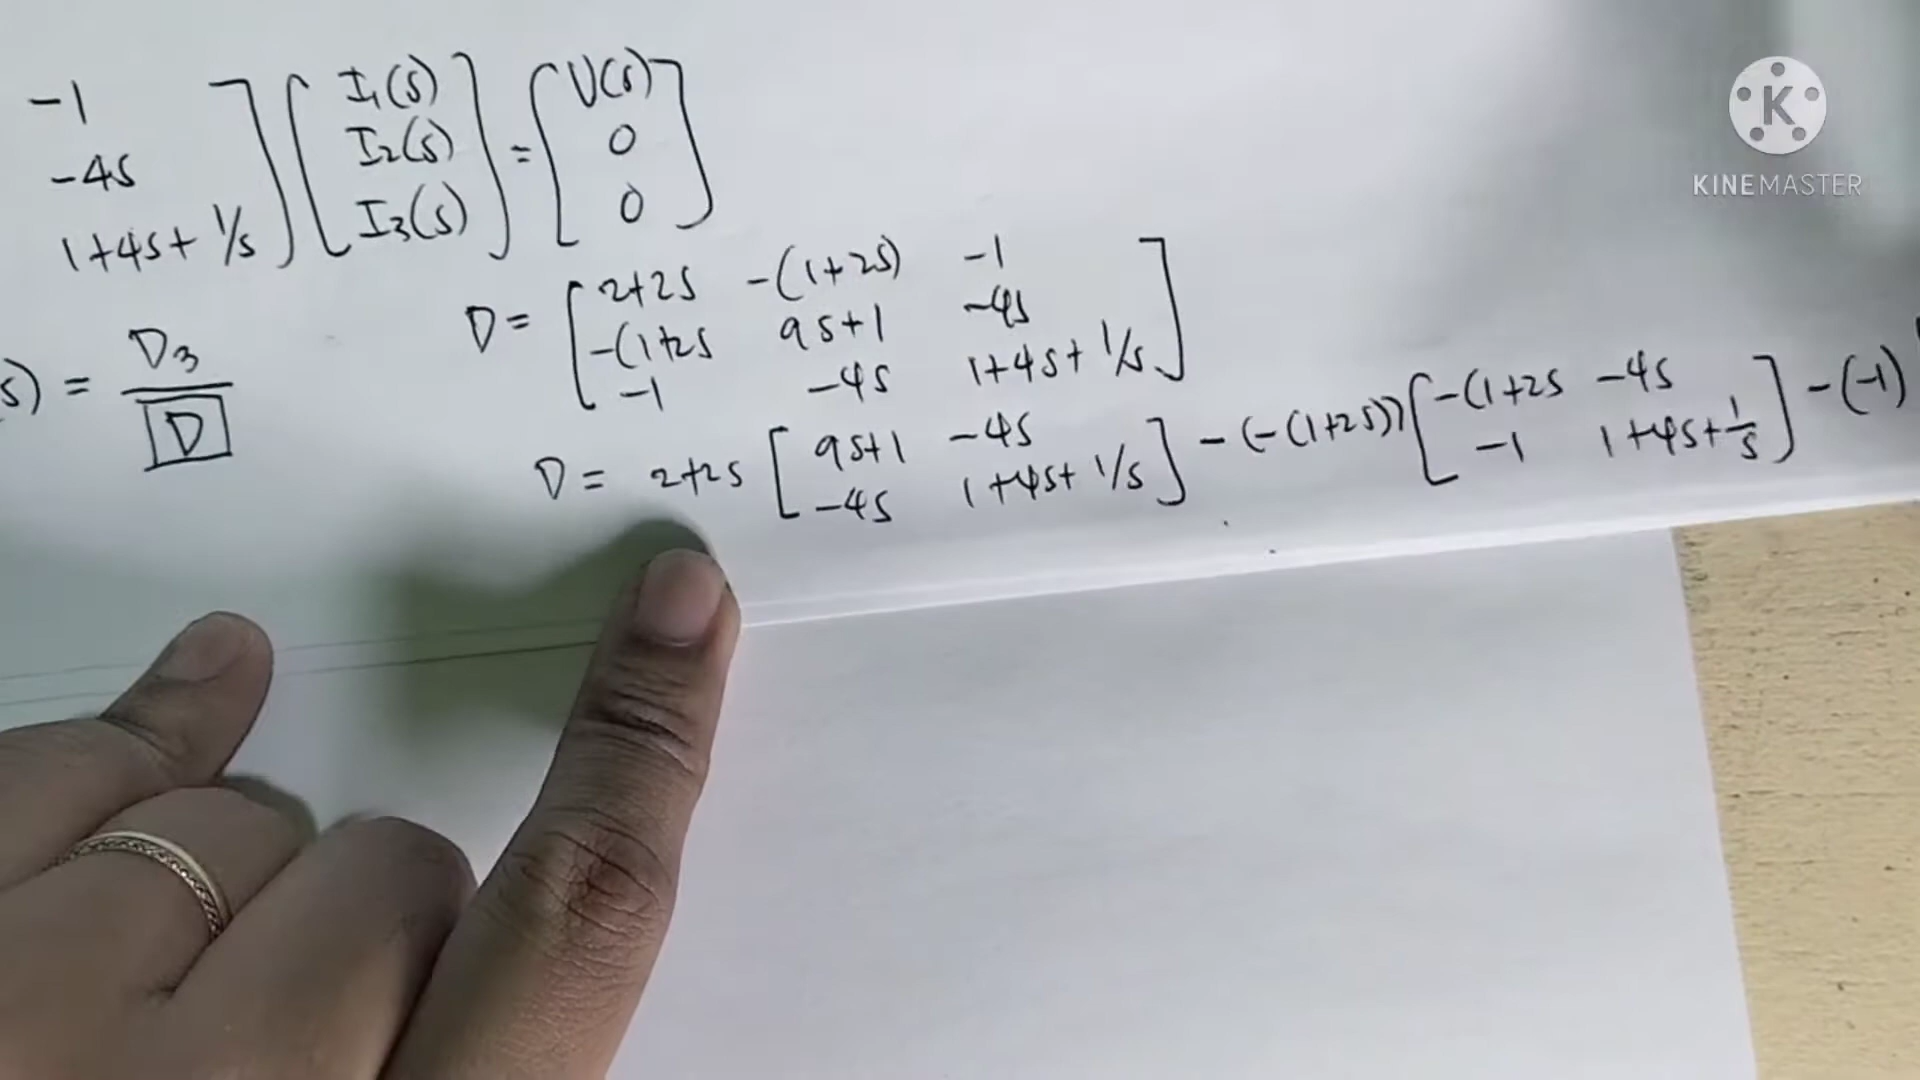 -1 I₁(s) V(s)
-4s I₂(s) = 0
1+4s+ 1/s I₃(s) 0
KINEMASTER
D = 2+2s -(1+2s) -1
-(1+2s 9s+1 -4s
-1 -4s 1+4s+ 1/s
s) = D₃ / D
D = 2+2s [ 9s+1 -4s ] - (-(1+2s)) [ -(1+2s -4s ] - (-1)
-4s 1+4s+ 1/s -1 1+4s+ 1/s